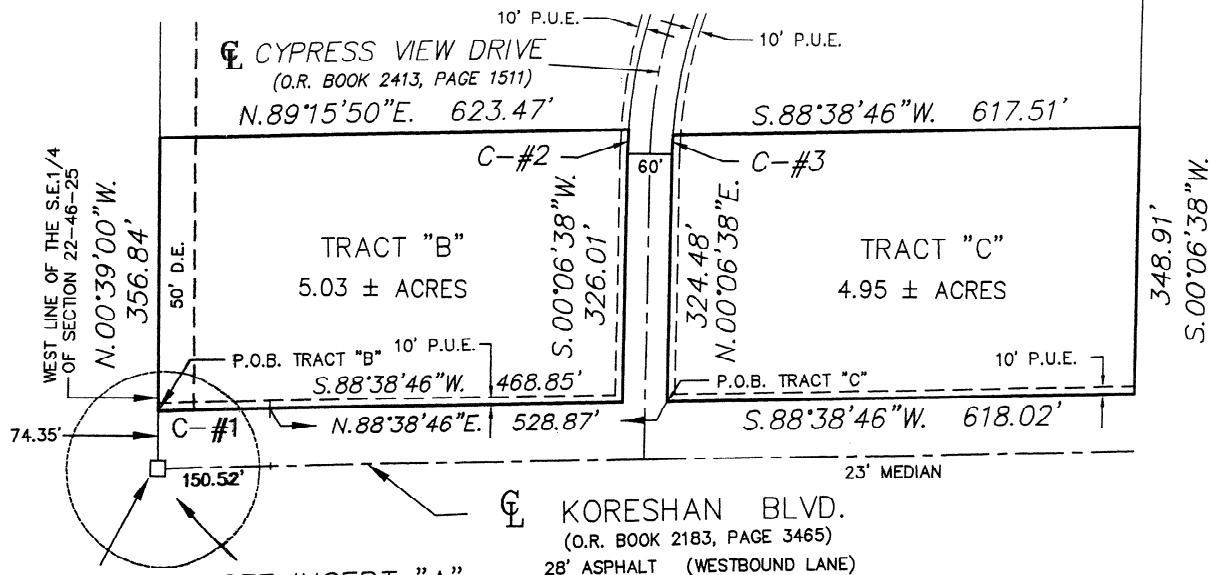 10' P.U.E.
10' P.U.E.
℄ CYPRESS VIEW DRIVE
(O.R. BOOK 2413, PAGE 1511)
N.89°15'50"E. 623.47'
S.88°38'46"W. 617.51'
C-#2
60'
C-#3
WEST LINE OF THE S.E.1/4
OF SECTION 22-46-25
N.00°39'00"W.
356.84'
50' D.E.
TRACT "B"
5.03 ± ACRES
S.00°06'38"W.
326.01'
324.48'
N.00°06'38"E.
TRACT "C"
4.95 ± ACRES
348.91'
S.00°06'38"W.
P.O.B. TRACT "B"
10' P.U.E.
S.88°38'46"W. 468.85'
P.O.B. TRACT "C"
10' P.U.E.
C-#1
N.88°38'46"E. 528.87'
S.88°38'46"W. 618.02'
74.35'
150.52'
23' MEDIAN
℄ KORESHAN BLVD.
(O.R. BOOK 2183, PAGE 3465)
28' ASPHALT (WESTBOUND LANE)
SEE INSERT "A"